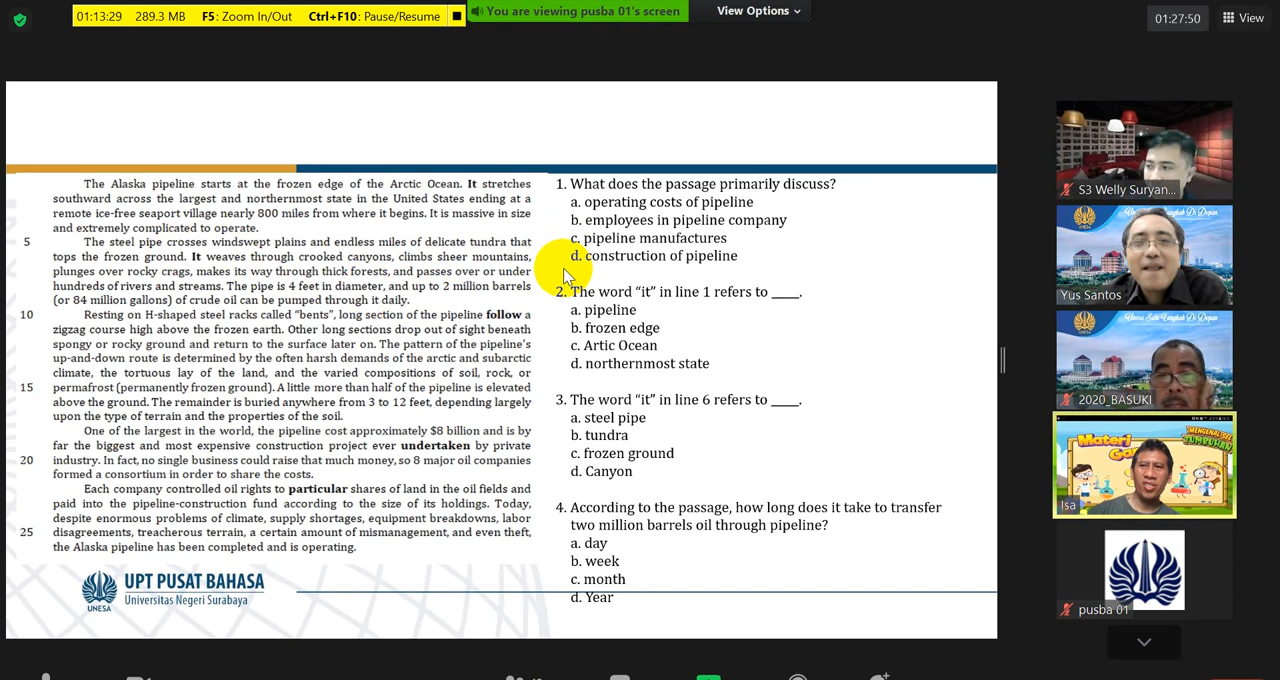 01:13:29 289.3 MB F5: Zoom In/Out Ctrl+F10: Pause/Resume
You are viewing pusba 01's screen
View Options
01:27:50
View
The Alaska pipeline starts at the frozen edge of the Arctic Ocean. It stretches
southward across the largest and northernmost state in the United States ending at a
remote ice-free seaport village nearly 800 miles from where it begins. It is massive in size
and extremely complicated to operate.
5 The steel pipe crosses windswept plains and endless miles of delicate tundra that
tops the frozen ground. It weaves through crooked canyons, climbs sheer mountains,
plunges over rocky crags, makes its way through thick forests, and passes over or under
hundreds of rivers and streams. The pipe is 4 feet in diameter, and up to 2 million barrels
(or 84 million gallons) of crude oil can be pumped through it daily.
10 Resting on H-shaped steel racks called "bents", long section of the pipeline follow a
zigzag course high above the frozen earth. Other long sections drop out of sight beneath
spongy or rocky ground and return to the surface later on. The pattern of the pipeline's
up-and-down route is determined by the often harsh demands of the arctic and subarctic
climate, the tortuous lay of the land, and the varied compositions of soil, rock, or
15 permafrost (permanently frozen ground). A little more than half of the pipeline is elevated
above the ground. The remainder is buried anywhere from 3 to 12 feet, depending largely
upon the type of terrain and the properties of the soil.
One of the largest in the world, the pipeline cost approximately $8 billion and is by
far the biggest and most expensive construction project ever undertaken by private
20 industry. In fact, no single business could raise that much money, so 8 major oil companies
formed a consortium in order to share the costs.
Each company controlled oil rights to particular shares of land in the oil fields and
paid into the pipeline-construction fund according to the size of its holdings. Today,
despite enormous problems of climate, supply shortages, equipment breakdowns, labor
25 disagreements, treacherous terrain, a certain amount of mismanagement, and even theft,
the Alaska pipeline has been completed and is operating.
UPT PUSAT BAHASA
Universitas Negeri Surabaya
UNESA
1. What does the passage primarily discuss?
a. operating costs of pipeline
b. employees in pipeline company
c. pipeline manufactures
d. construction of pipeline
2. The word "it" in line 1 refers to ____.
a. pipeline
b. frozen edge
c. Artic Ocean
d. northernmost state
3. The word "it" in line 6 refers to ____.
a. steel pipe
b. tundra
c. frozen ground
d. Canyon
4. According to the passage, how long does it take to transfer
two million barrels oil through pipeline?
a. day
b. week
c. month
d. Year
S3 Welly Suryan...
Yus Santos
2020_BASUKI
Materi
MENGENAL
TUMBUHAN
Isa
pusba 01